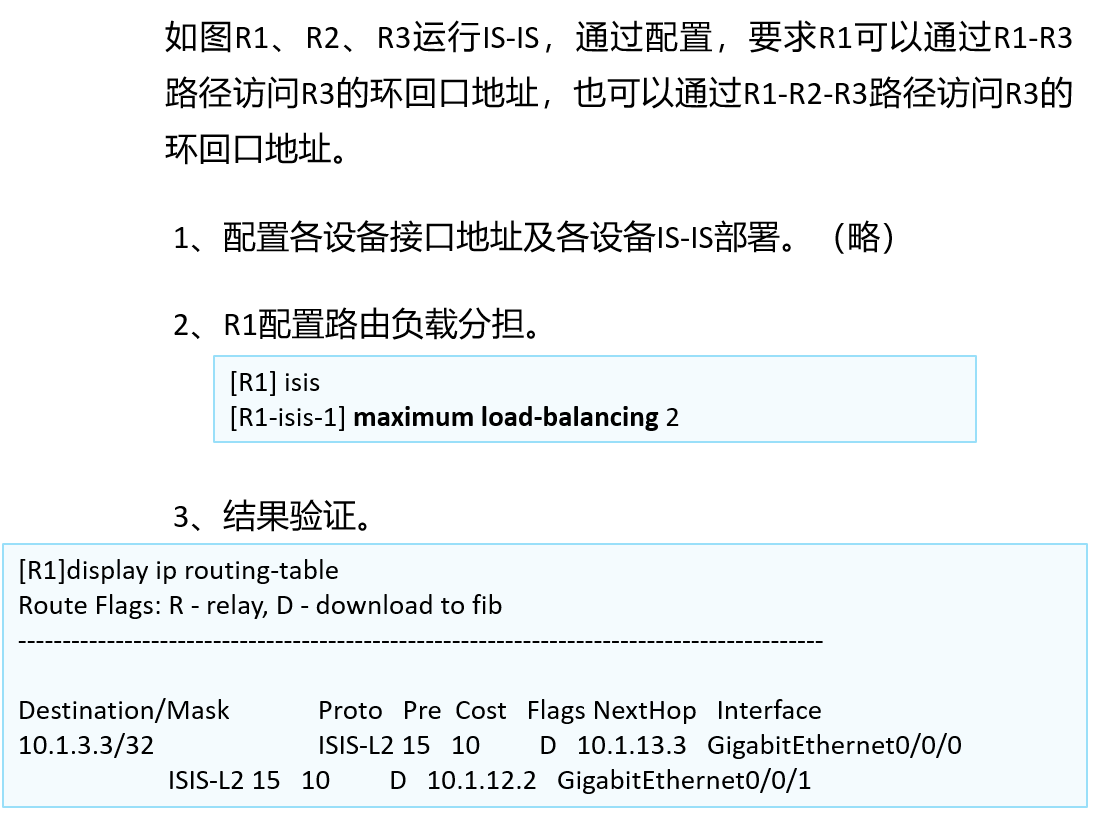 如图R1、R2、R3运行IS-IS，通过配置，要求R1可以通过R1-R3
路径访问R3的环回口地址，也可以通过R1-R2-R3路径访问R3的
环回口地址。
1、配置各设备接口地址及各设备IS-IS部署。（略）
2、R1配置路由负载分担。
[R1] isis
[R1-isis-1] maximum load-balancing 2
3、结果验证。
[R1]display ip routing-table
Route Flags: R - relay, D - download to fib
------------------------------------------------------------------------------------------
Destination/Mask Proto Pre Cost Flags NextHop Interface
10.1.3.3/32 ISIS-L2 15 10 D 10.1.13.3 GigabitEthernet0/0/0
ISIS-L2 15 10 D 10.1.12.2 GigabitEthernet0/0/1